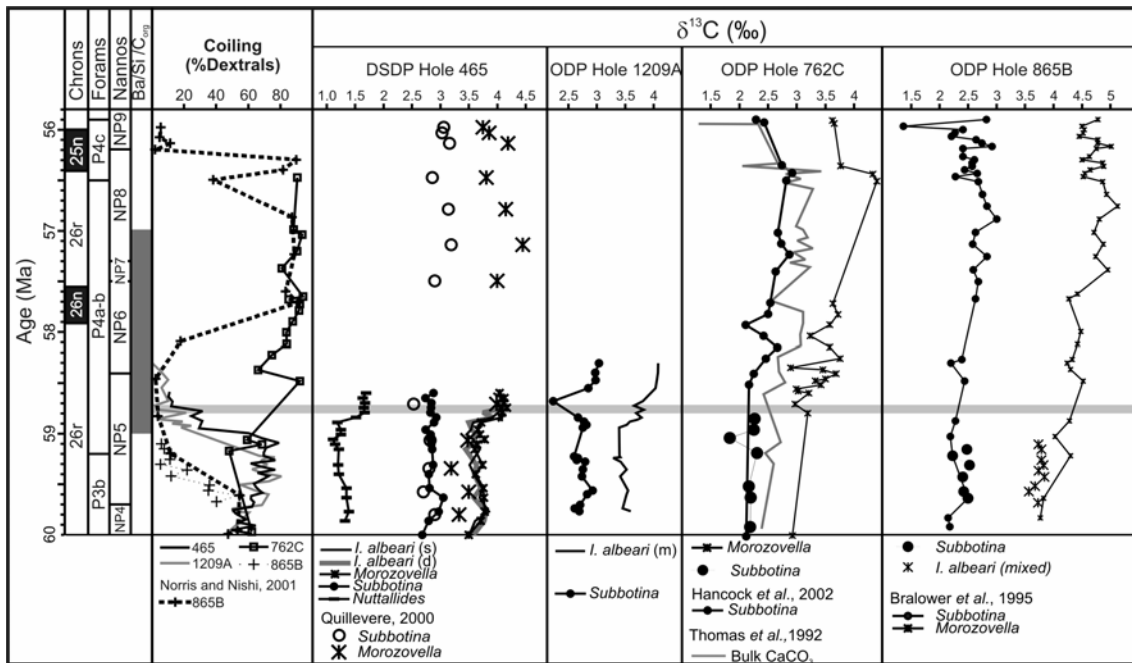 δ¹³C (‰)
Chrons
Forams
Nannos
Ba/Si /Corg
Coiling
(%Dextrals)
DSDP Hole 465
ODP Hole 1209A
ODP Hole 762C
ODP Hole 865B
20 40 60 80
1.0 1.5 2.0 2.5 3.0 3.5 4.0 4.5
2.5 3 3.5 4
2 2.5 3 3.5 4
1.5 2 2.5 3 3.5 4 4.5 5
Age (Ma)
56
57
58
59
60
25n
26r
26n
26r
P4c
P4a-b
P3b
NP9
NP8
NP7
NP6
NP5
NP4
465
762C
1209A
865B
Norris and Nishi, 2001
865B
I. albeari (s)
I. albeari (d)
Morozovella
Subbotina
Nuttallides
Quillevere, 2000
Subbotina
Morozovella
I. albeari (m)
Subbotina
Morozovella
Subbotina
Hancock et al., 2002
Subbotina
Thomas et al.,1992
Bulk CaCO₃
Subbotina
I. albeari (mixed)
Bralower et al., 1995
Subbotina
Morozovella